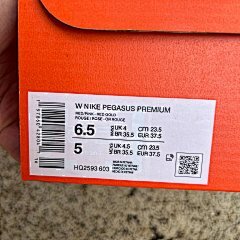 W NIKE PEGASUS PREMIUM
RED/PINK - RED GOLD
ROUGE / ROSE - OR ROUGE
6.5 UK 4 cm 23.5
BR 35.5 EUR 37.5
5 UK 4.5 cm 23.5
BR 35.5 EUR 37.5
HQ2593 603